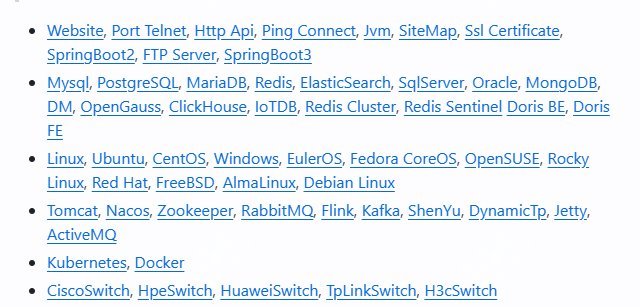 Website, Port Telnet, Http Api, Ping Connect, Jvm, SiteMap, Ssl Certificate,
SpringBoot2, FTP Server, SpringBoot3
Mysql, PostgreSQL, MariaDB, Redis, ElasticSearch, SqlServer, Oracle, MongoDB,
DM, OpenGauss, ClickHouse, IoTDB, Redis Cluster, Redis Sentinel Doris BE, Doris
FE
Linux, Ubuntu, CentOS, Windows, EulerOS, Fedora CoreOS, OpenSUSE, Rocky
Linux, Red Hat, FreeBSD, AlmaLinux, Debian Linux
Tomcat, Nacos, Zookeeper, RabbitMQ, Flink, Kafka, ShenYu, DynamicTp, Jetty,
ActiveMQ
Kubernetes, Docker
CiscoSwitch, HpeSwitch, HuaweiSwitch, TpLinkSwitch, H3cSwitch